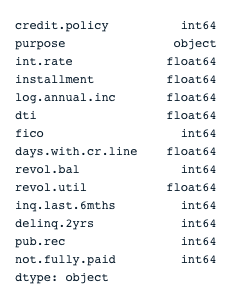 credit.policy int64
purpose object
int.rate float64
installment float64
log.annual.inc float64
dti float64
fico int64
days.with.cr.line float64
revol.bal int64
revol.util float64
inq.last.6mths int64
delinq.2yrs int64
pub.rec int64
not.fully.paid int64
dtype: object